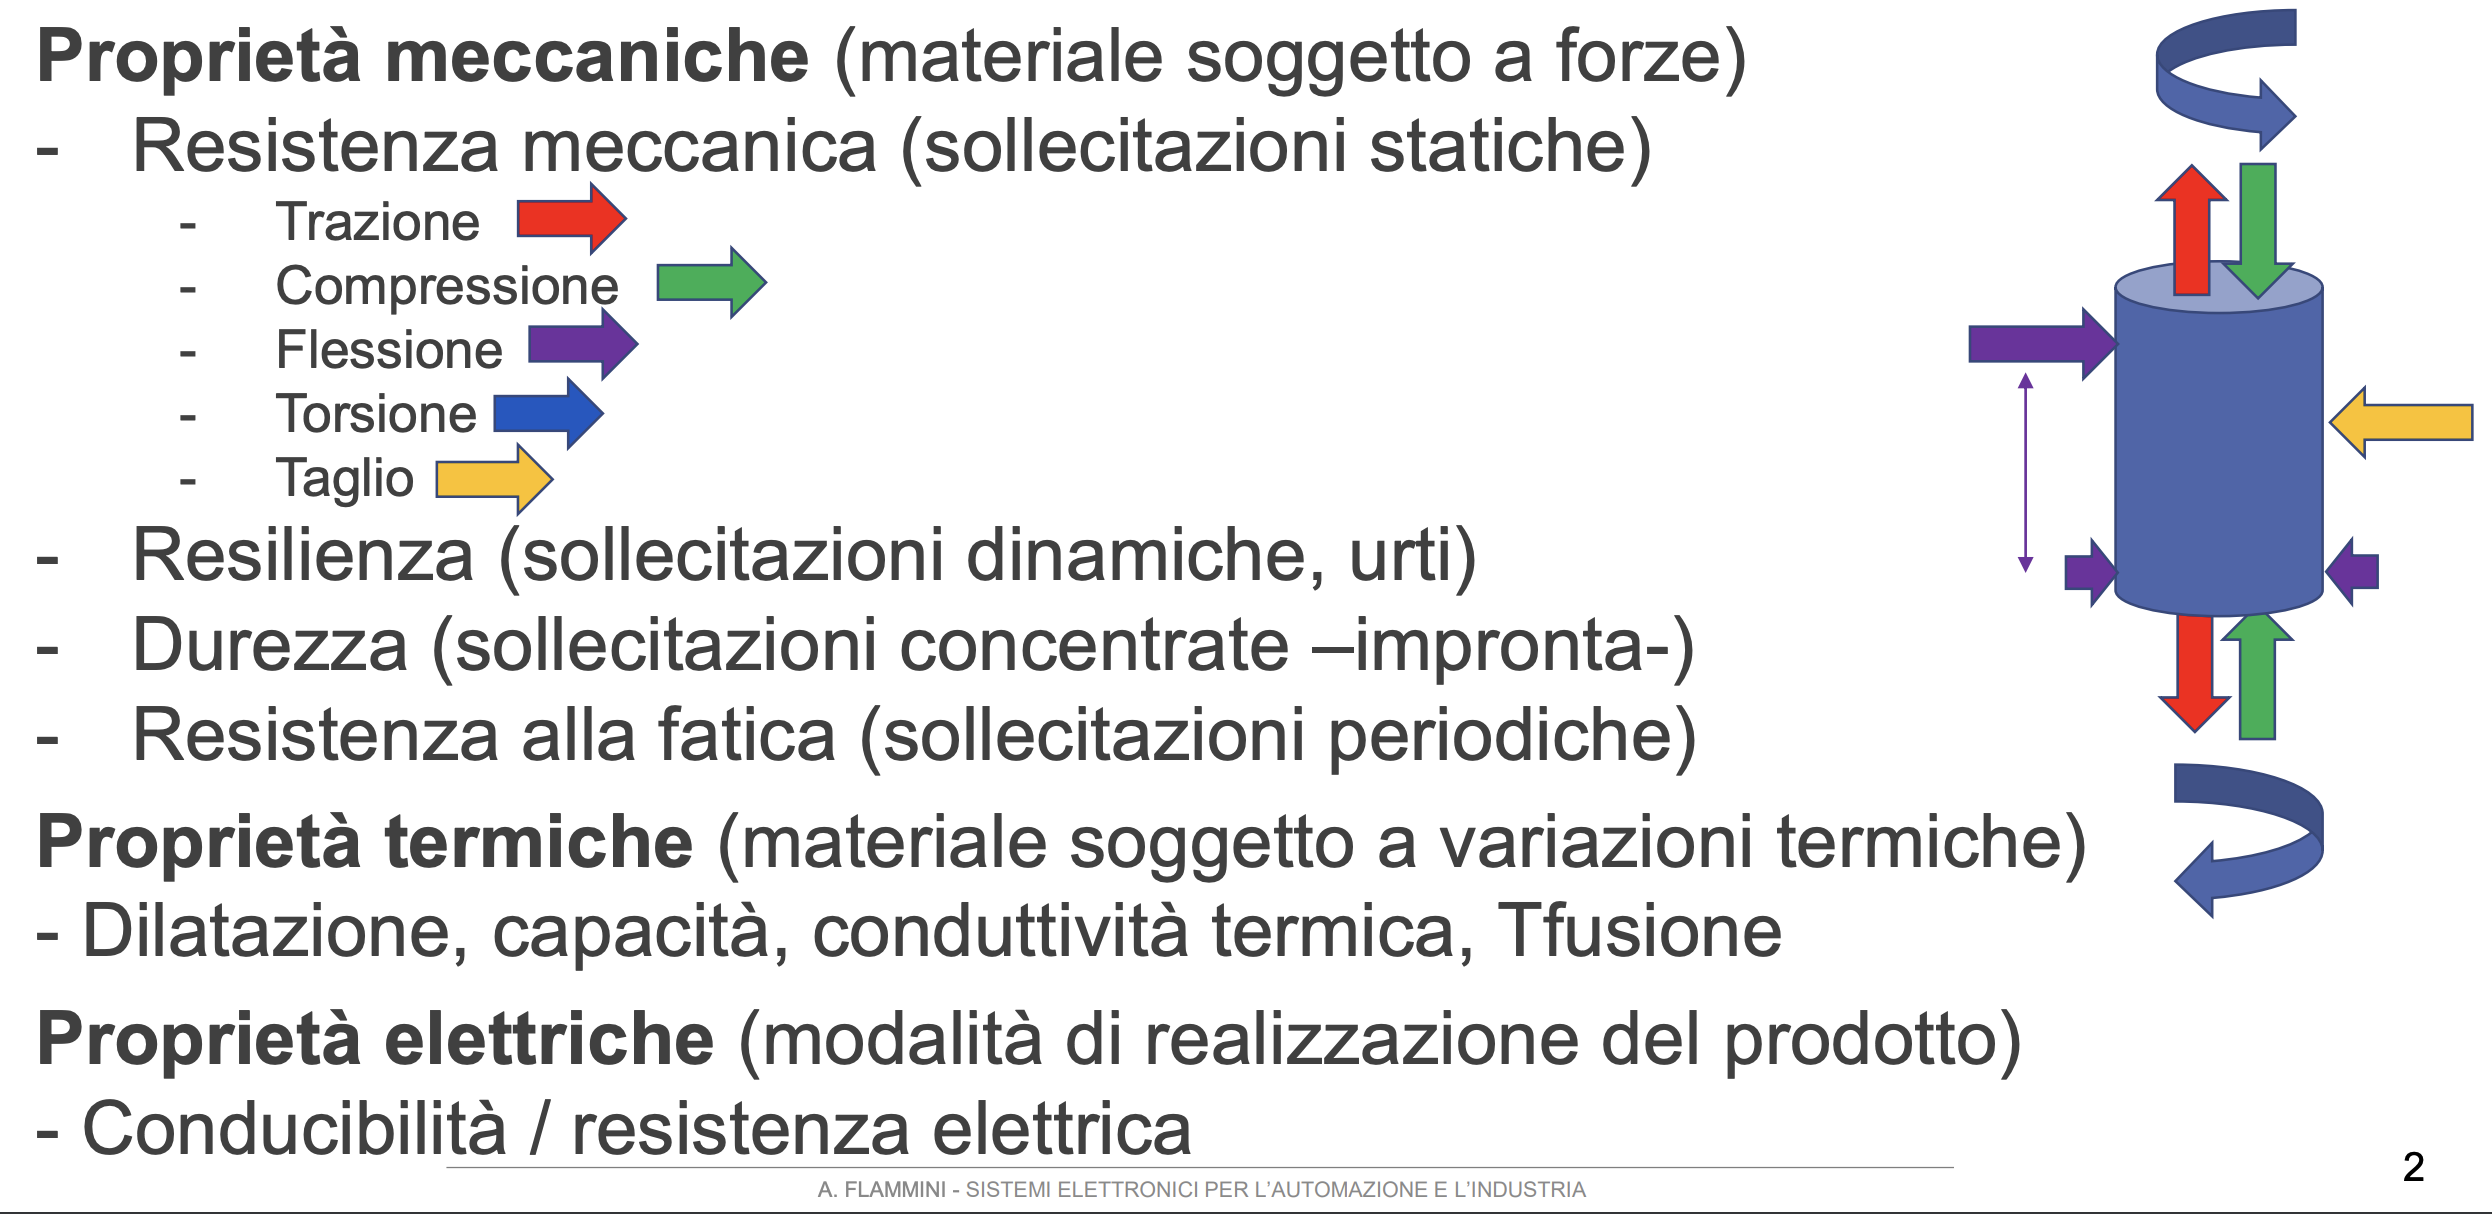 Proprietà meccaniche (materiale soggetto a forze)
- Resistenza meccanica (sollecitazioni statiche)
- Trazione
- Compressione
- Flessione
- Torsione
- Taglio
- Resilienza (sollecitazioni dinamiche, urti)
- Durezza (sollecitazioni concentrate –impronta-)
- Resistenza alla fatica (sollecitazioni periodiche)
Proprietà termiche (materiale soggetto a variazioni termiche)
- Dilatazione, capacità, conduttività termica, Tfusione
Proprietà elettriche (modalità di realizzazione del prodotto)
- Conducibilità / resistenza elettrica
A. FLAMMINI - SISTEMI ELETTRONICI PER L'AUTOMAZIONE E L'INDUSTRIA
2